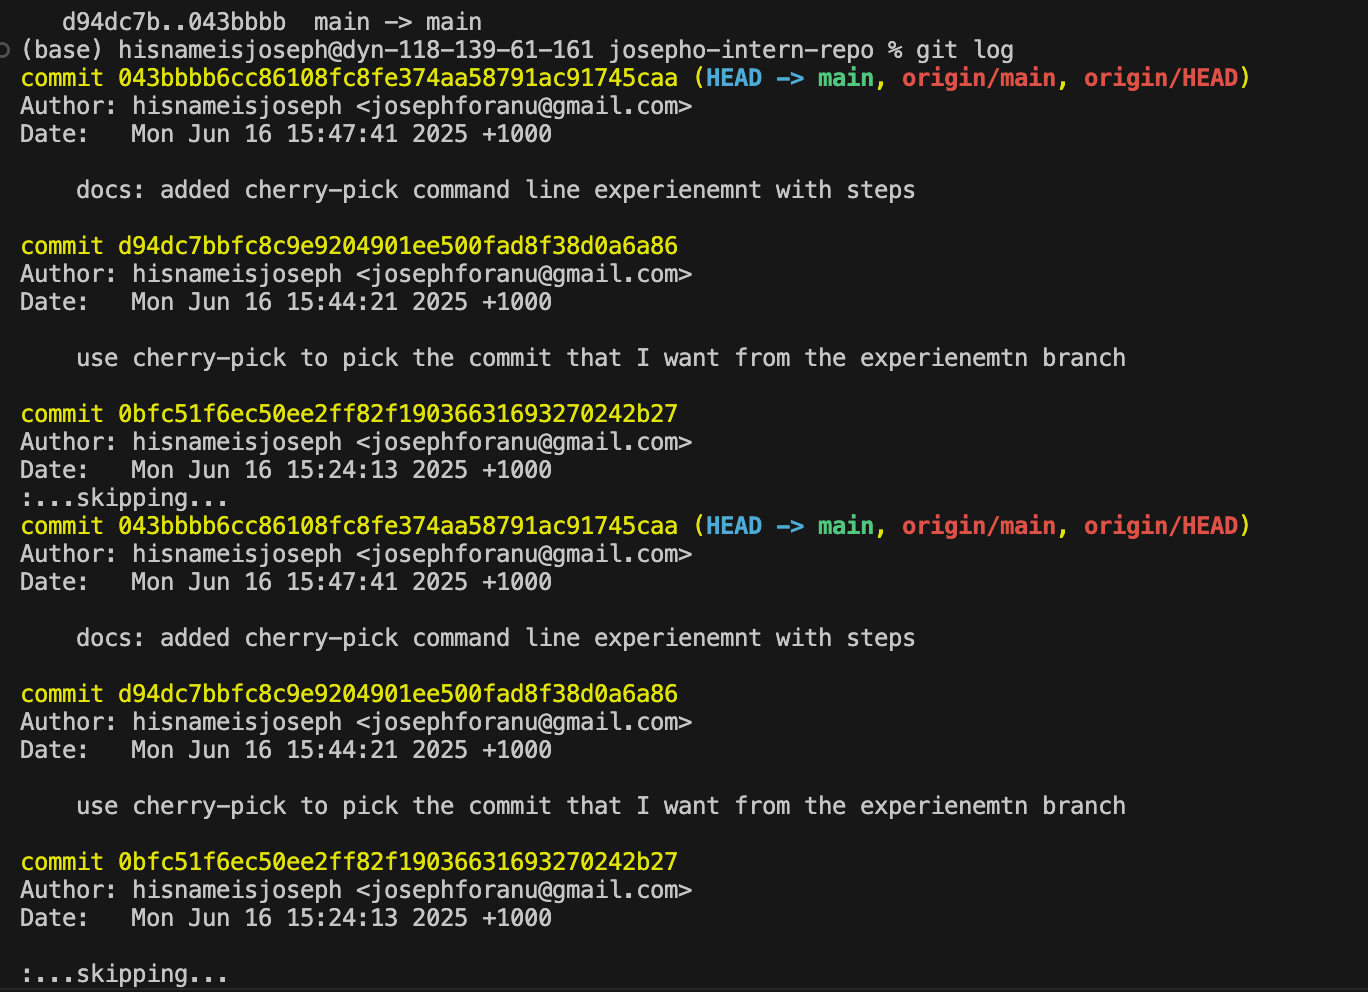 d94dc7b..043bbbb  main -> main
(base) hisnameisjoseph@dyn-118-139-61-161 josepho-intern-repo % git log
commit 043bbbb6cc86108fc8fe374aa58791ac91745caa (HEAD -> main, origin/main, origin/HEAD)
Author: hisnameisjoseph <josephforanu@gmail.com>
Date:   Mon Jun 16 15:47:41 2025 +1000
docs: added cherry-pick command line experienemnt with steps
commit d94dc7bbfc8c9e9204901ee500fad8f38d0a6a86
Author: hisnameisjoseph <josephforanu@gmail.com>
Date:   Mon Jun 16 15:44:21 2025 +1000
use cherry-pick to pick the commit that I want from the experienemtn branch
commit 0bfc51f6ec50ee2ff82f19036631693270242b27
Author: hisnameisjoseph <josephforanu@gmail.com>
Date:   Mon Jun 16 15:24:13 2025 +1000
:...skipping...
commit 043bbbb6cc86108fc8fe374aa58791ac91745caa (HEAD -> main, origin/main, origin/HEAD)
Author: hisnameisjoseph <josephforanu@gmail.com>
Date:   Mon Jun 16 15:47:41 2025 +1000
docs: added cherry-pick command line experienemnt with steps
commit d94dc7bbfc8c9e9204901ee500fad8f38d0a6a86
Author: hisnameisjoseph <josephforanu@gmail.com>
Date:   Mon Jun 16 15:44:21 2025 +1000
use cherry-pick to pick the commit that I want from the experienemtn branch
commit 0bfc51f6ec50ee2ff82f19036631693270242b27
Author: hisnameisjoseph <josephforanu@gmail.com>
Date:   Mon Jun 16 15:24:13 2025 +1000
:...skipping...